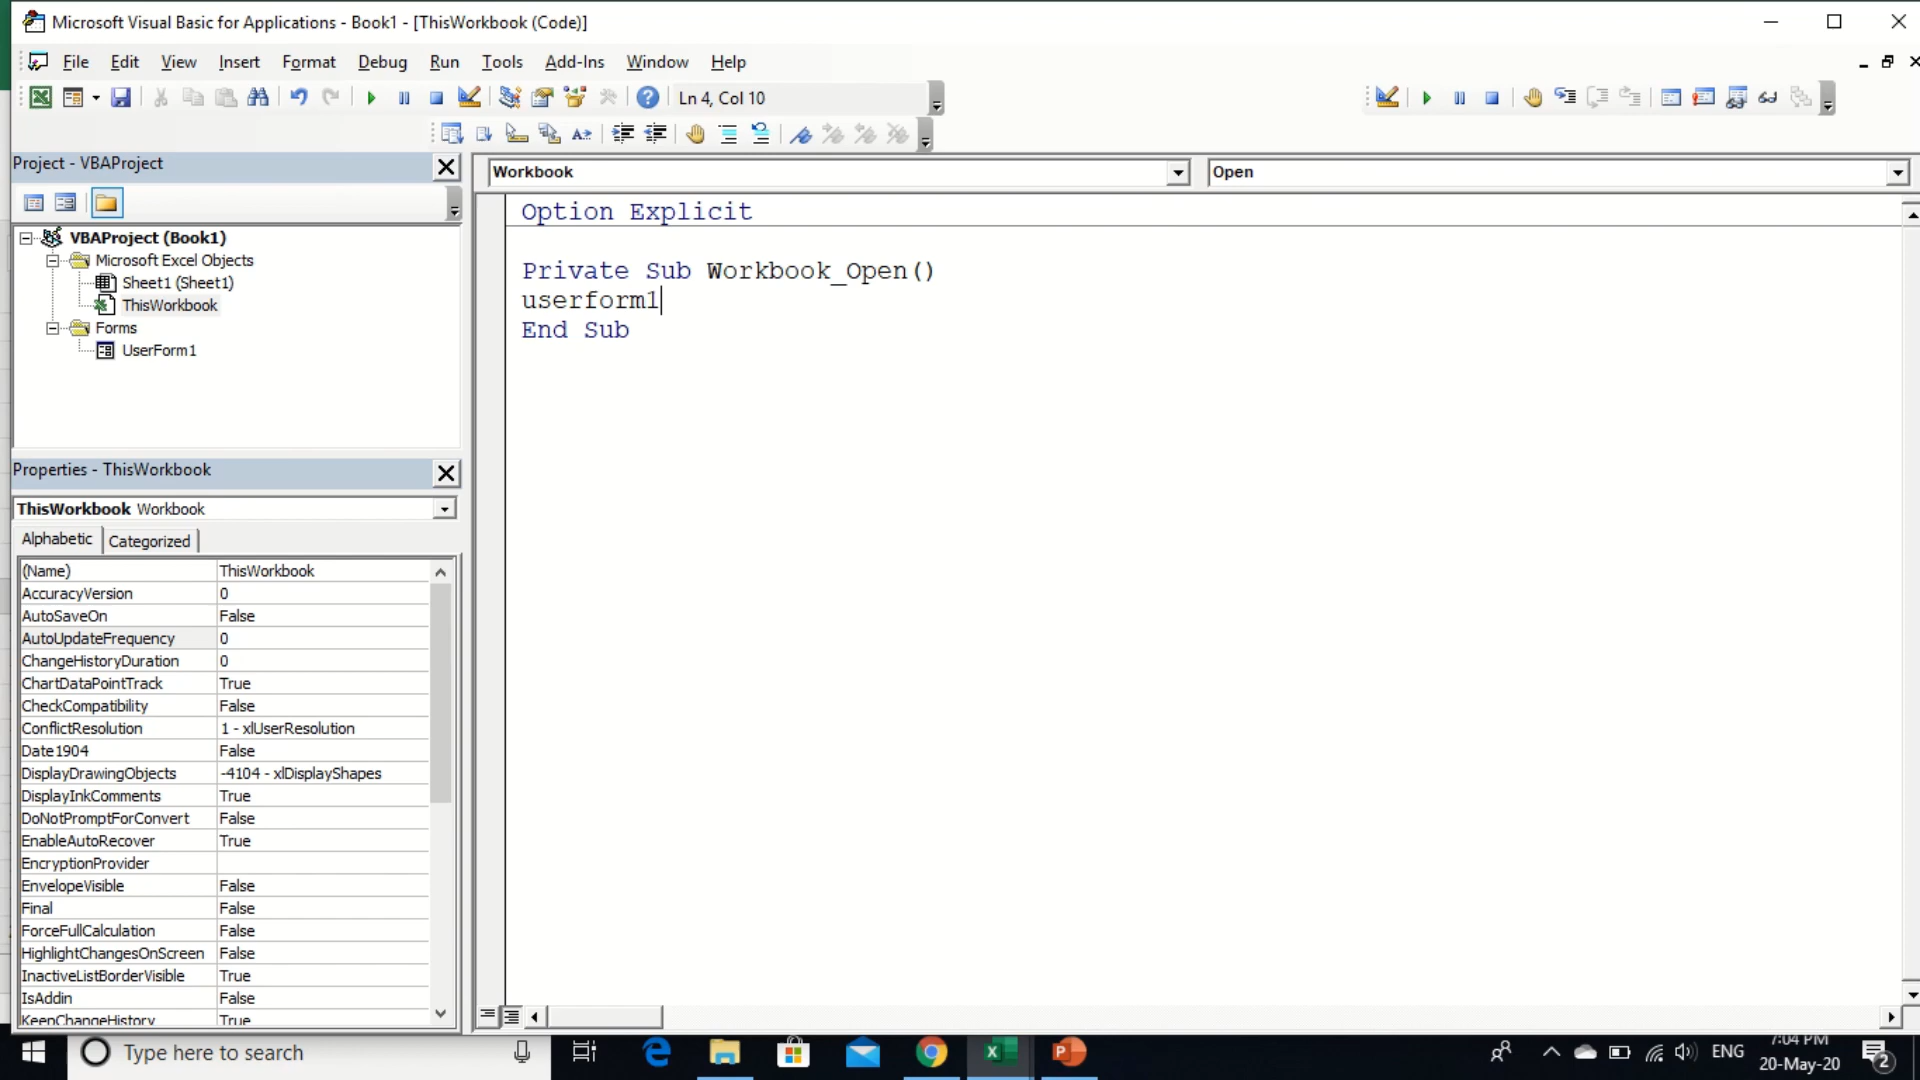 Microsoft Visual Basic for Applications - Book1 - [ThisWorkbook (Code)]
File Edit View Insert Format Debug Run Tools Add-Ins Window Help
Ln 4, Col 10
Project - VBAProject
VBAProject (Book1)
Microsoft Excel Objects
Sheet1 (Sheet1)
ThisWorkbook
Forms
UserForm1
Workbook
Open
Option Explicit
Private Sub Workbook_Open()
userform1
End Sub
Properties - ThisWorkbook
ThisWorkbook Workbook
Alphabetic Categorized
(Name) ThisWorkbook
AccuracyVersion 0
AutoSaveOn False
AutoUpdateFrequency 0
ChangeHistoryDuration 0
ChartDataPointTrack True
CheckCompatibility False
ConflictResolution 1 - xlUserResolution
Date1904 False
DisplayDrawingObjects -4104 - xlDisplayShapes
DisplayInkComments True
DoNotPromptForConvert False
EnableAutoRecover True
EncryptionProvider
EnvelopeVisible False
Final False
ForceFullCalculation False
HighlightChangesOnScreen False
InactiveListBorderVisible True
IsAddin False
KeepChangeHistory True
Type here to search
ENG
7:04 PM
20-May-20
2